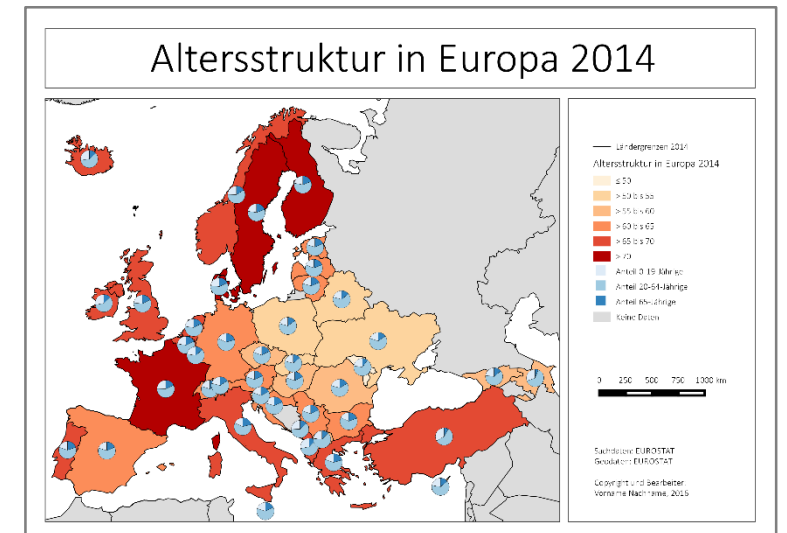 Altersstruktur in Europa 2014
Ländergrenzen 2014
Altersstruktur in Europa 2014
≤ 50
> 50 bis 55
> 55 bis 60
> 60 bis 65
> 65 bis 70
> 70
Anteil 0-19-Jährige
Anteil 20-64-Jährige
Anteil 65-Jährige
Keine Daten
0 250 500 750 1000 km
Sachdaten: EUROSTAT
Geodaten: EUROSTAT
Copyright und Bearbeiter:
Vorname Nachname, 2016